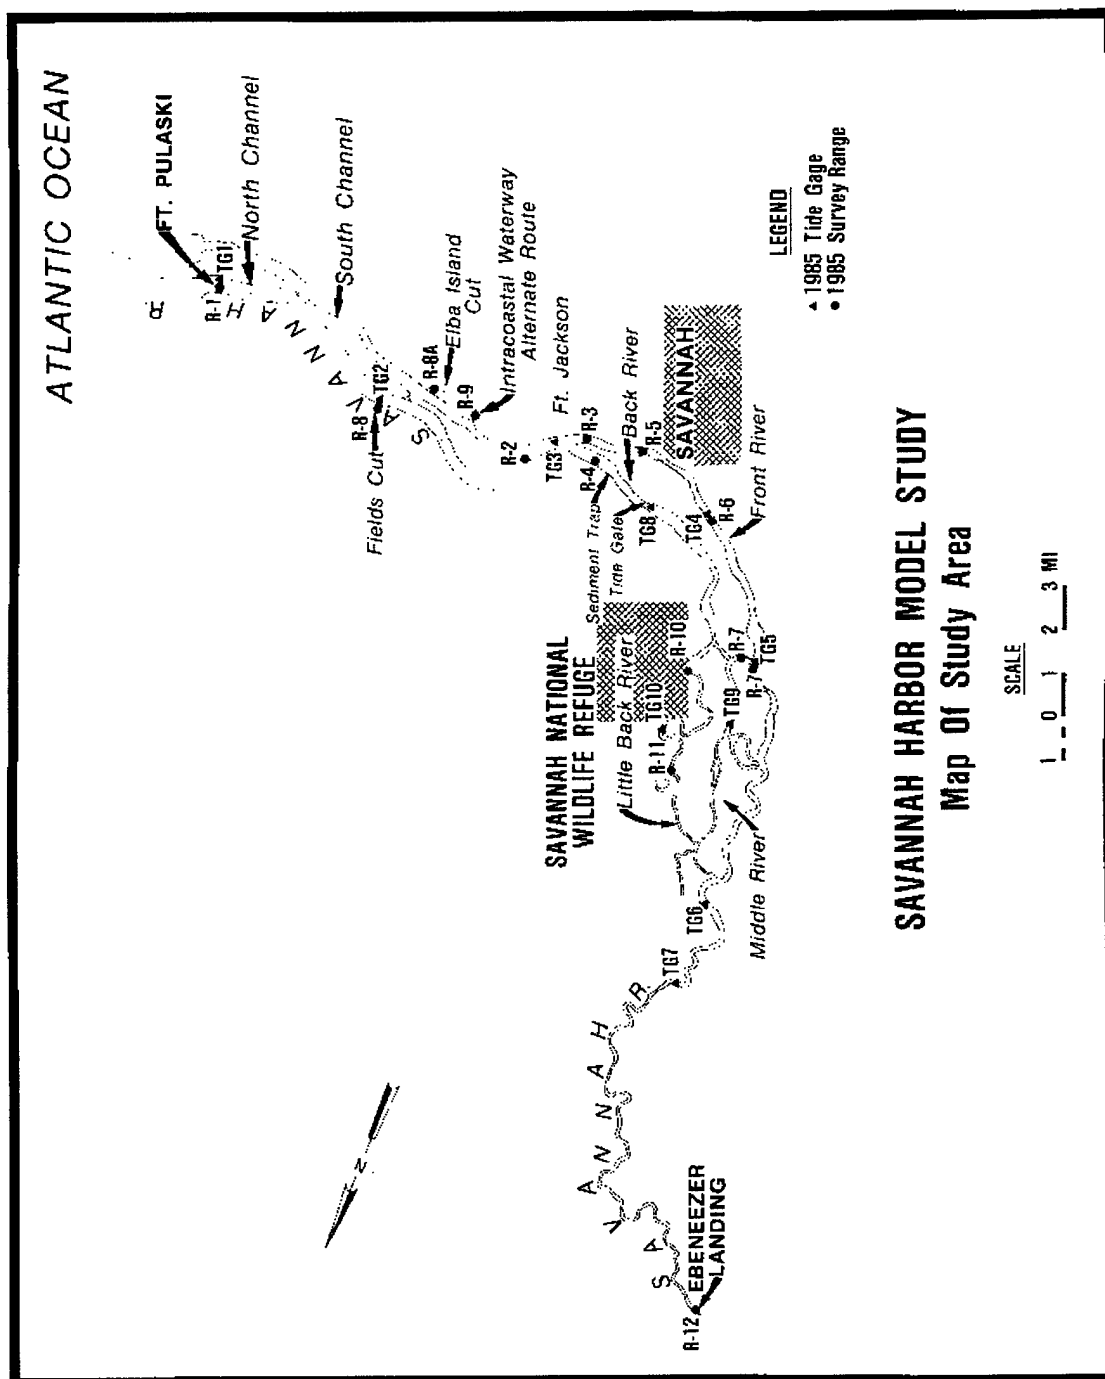 ATLANTIC OCEAN
FT. PULASKI
TG1
R-1
North Channel
South Channel
SAVANNAH R.
R-8
TG2
Fields Cut
R-8A
Elba Island
Cut
R-9
Intracoastal Waterway
Alternate Route
R-2
TG3
Ft. Jackson
R-3
R-4
Back River
R-5
SAVANNAH
Sediment Trap
Tide Gate
TG8
TG4
R-6
Front River
SAVANNAH NATIONAL
WILDLIFE REFUGE
Little Back River
R-10
TG10
R-11
R-7
R-7
TG5
TG9
Middle River
TG6
TG7
SAVANNAH R
EBENEEZER
LANDING
R-12
N
LEGEND
▲ 1985 Tide Gage
● 1985 Survey Range
SAVANNAH HARBOR MODEL STUDY
Map Of Study Area
SCALE
1 0 1 2 3 MI